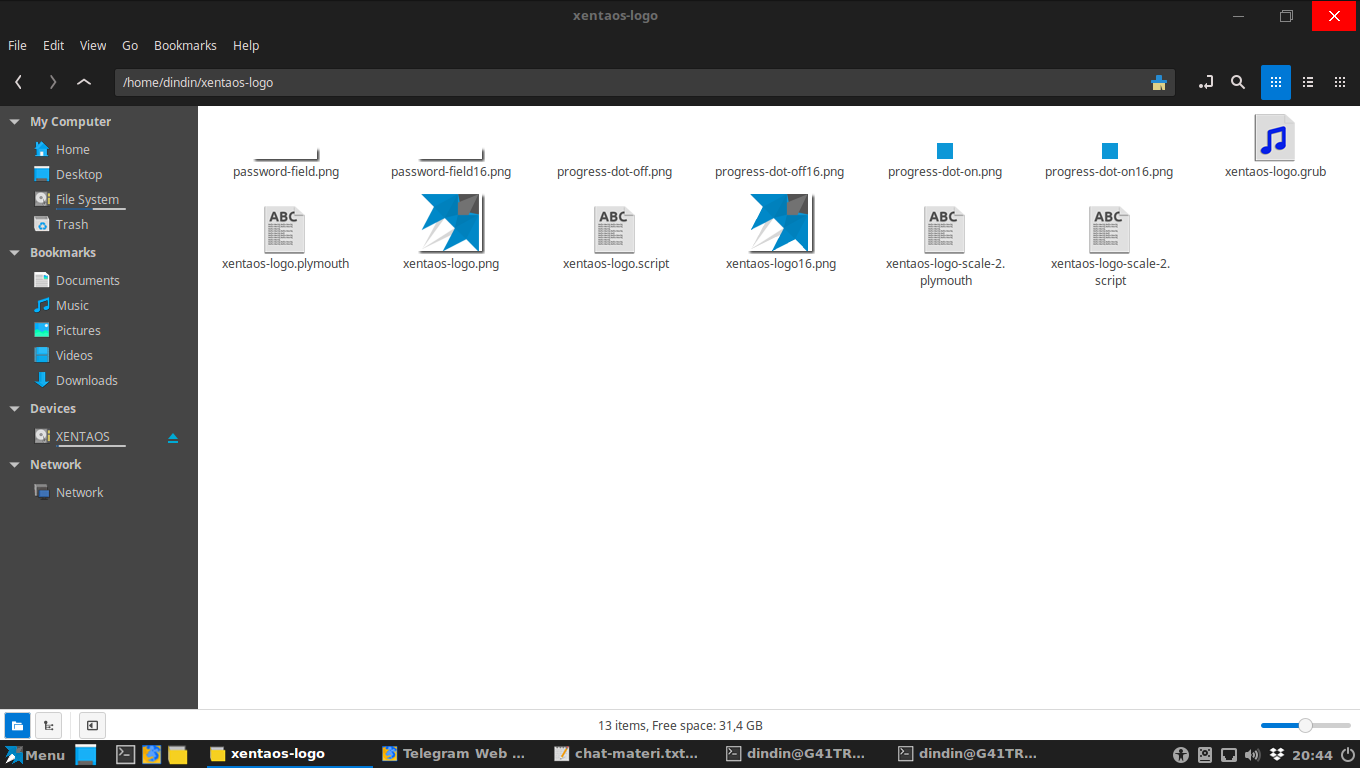 xentaos-logo
File Edit View Go Bookmarks Help
/home/dindin/xentaos-logo
My Computer
Home
Desktop
File System
Trash
Bookmarks
Documents
Music
Pictures
Videos
Downloads
Devices
XENTAOS
Network
Network
password-field.png password-field16.png progress-dot-off.png progress-dot-off16.png progress-dot-on.png progress-dot-on16.png xentaos-logo.grub
ABC ABC ABC ABC
xentaos-logo.plymouth xentaos-logo.png xentaos-logo.script xentaos-logo16.png xentaos-logo-scale-2. xentaos-logo-scale-2.
plymouth script
13 items, Free space: 31,4 GB
Menu xentaos-logo Telegram Web ... chat-materi.txt... dindin@G41TR... dindin@G41TR... 20:44